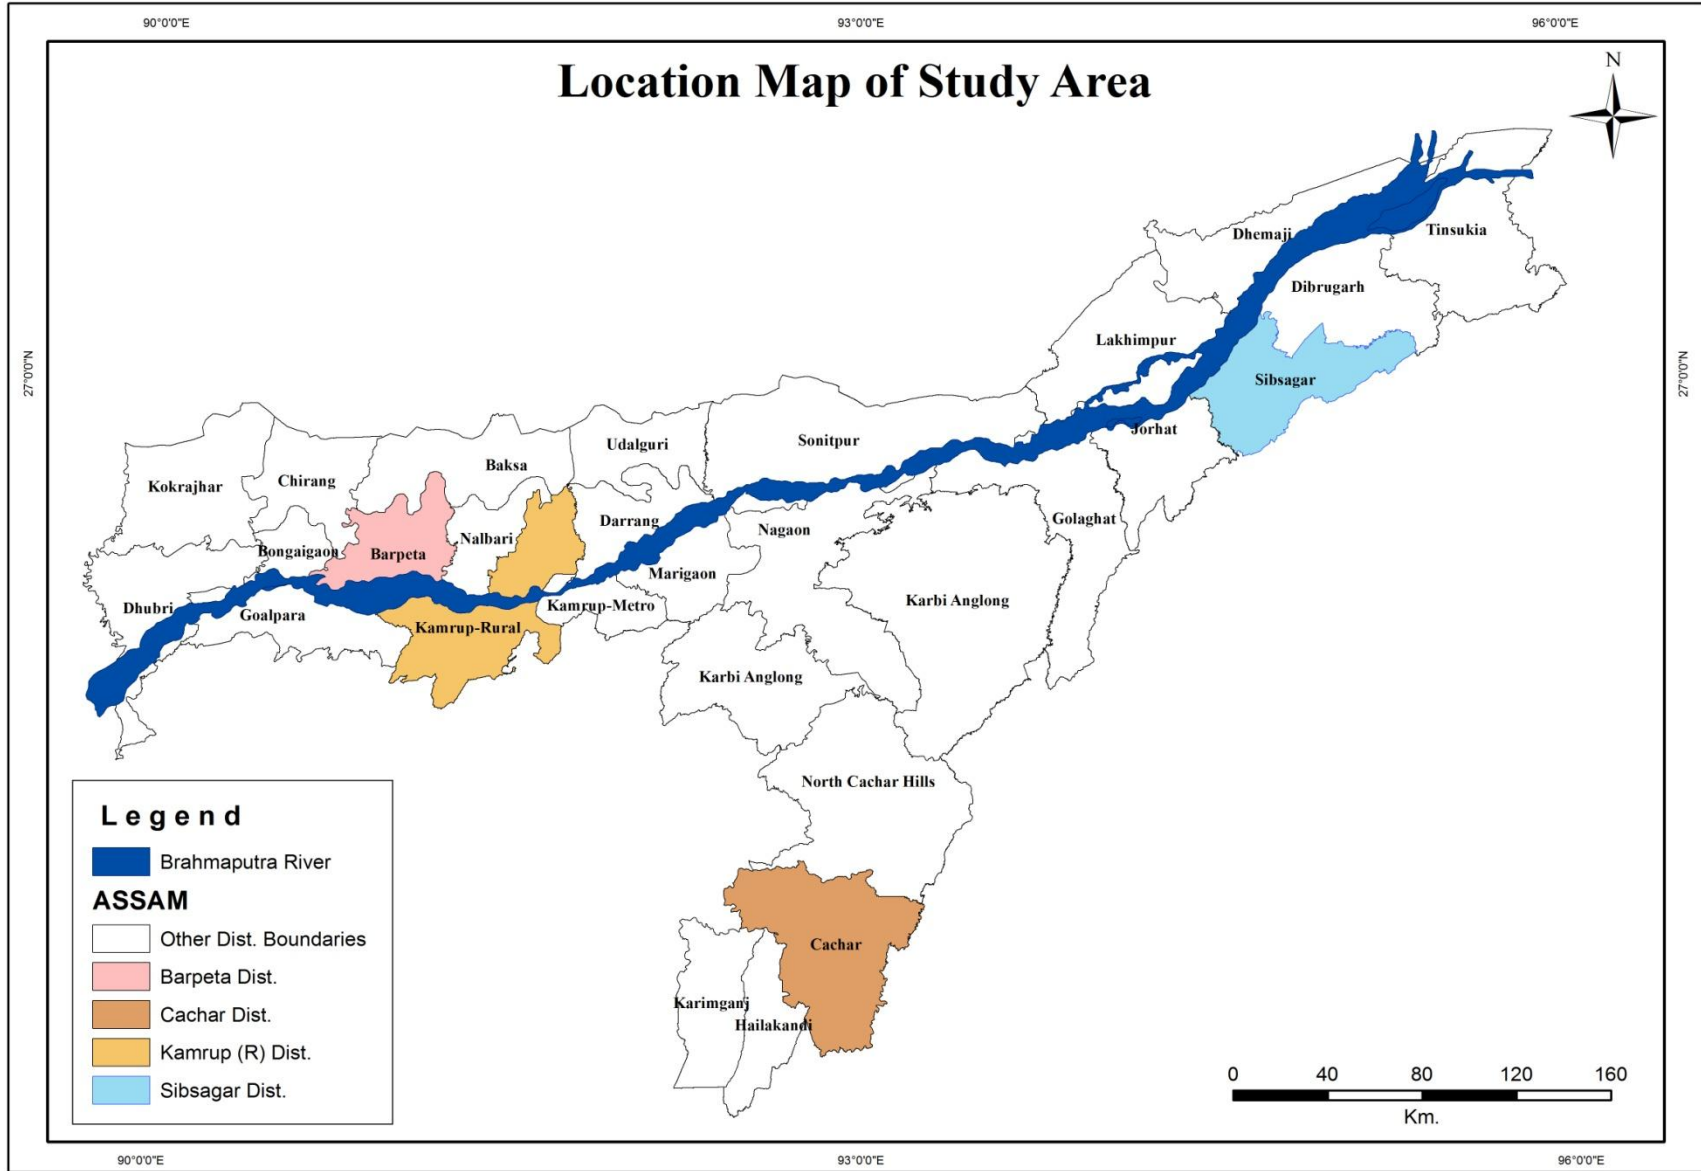 90°0'0"E
93°0'0"E
96°0'0"E
Location Map of Study Area
N
27°0'0"N
27°0'0"N
Tinsukia
Dhemaji
Dibrugarh
Lakhimpur
Sibsagar
Jorhat
Sonitpur
Udalguri
Baksa
Chirang
Kokrajhar
Golaghat
Nagaon
Darrang
Nalbari
Barpeta
Bongaigaon
Marigaon
Karbi Anglong
Kamrup-Metro
Dhubri
Goalpara
Kamrup-Rural
Karbi Anglong
North Cachar Hills
Cachar
Karimganj
Hailakandi
Legend
Brahmaputra River
ASSAM
Other Dist. Boundaries
Barpeta Dist.
Cachar Dist.
Kamrup (R) Dist.
Sibsagar Dist.
0 40 80 120 160
Km.
90°0'0"E
93°0'0"E
96°0'0"E